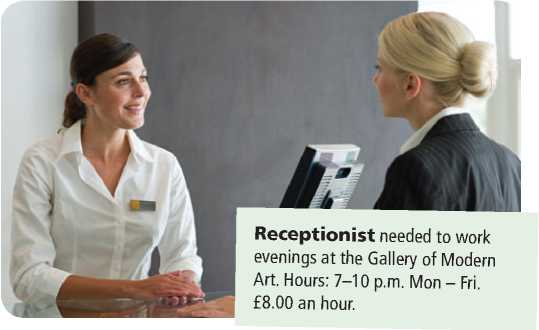 Receptionist needed to work
evenings at the Gallery of Modern
Art. Hours: 7–10 p.m. Mon – Fri.
£8.00 an hour.